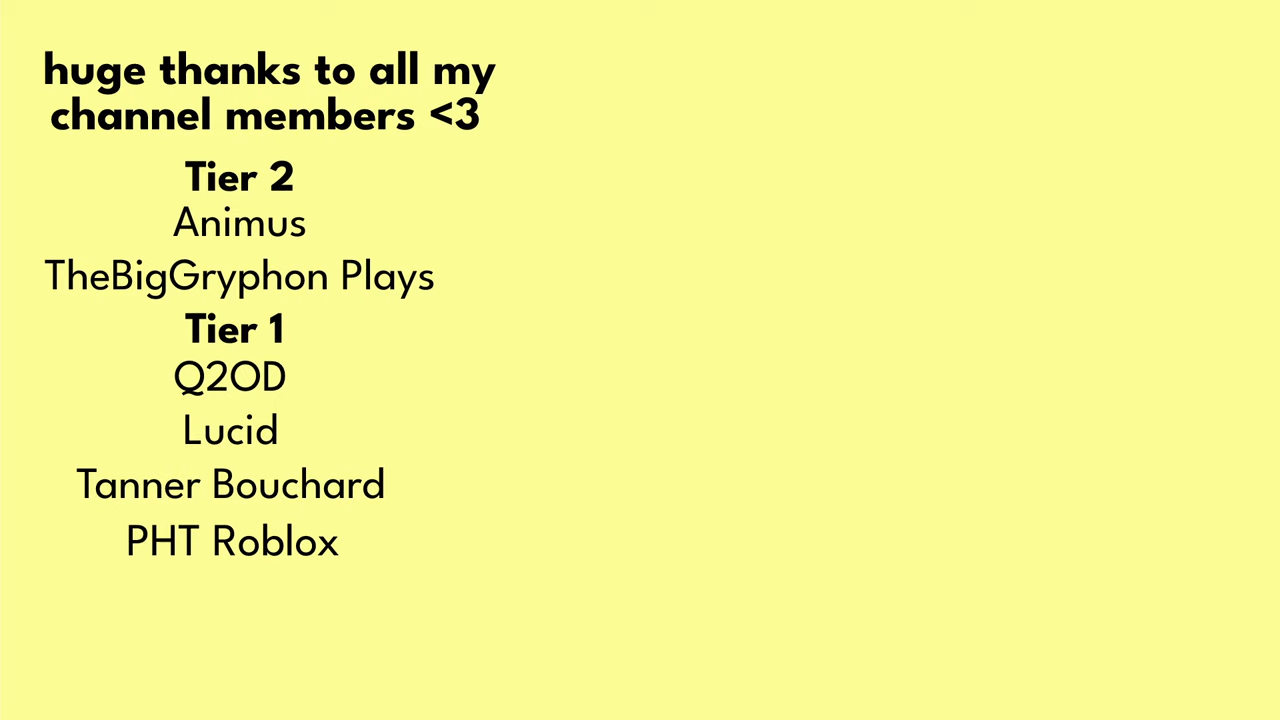 huge thanks to all my
channel members <3
Tier 2
Animus
TheBigGryphon Plays
Tier 1
Q2OD
Lucid
Tanner Bouchard
PHT Roblox